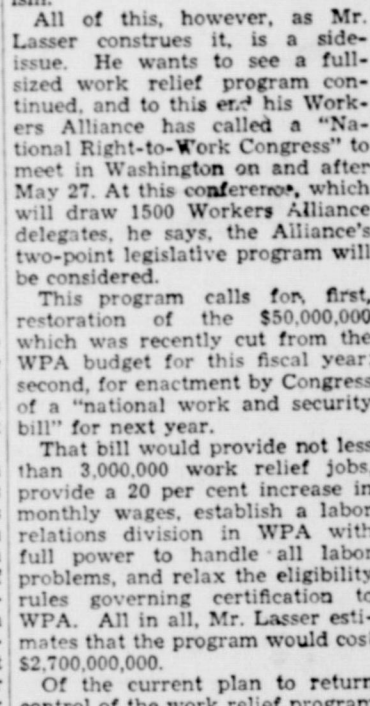 All of this, however, as Mr.
Lasser construes it, is a side-
issue. He wants to see a full-
sized work relief program con-
tinued, and to this end his Work-
ers Alliance has called a "Na-
tional Right-to-Work Congress" to
meet in Washington on and after
May 27. At this conference, which
will draw 1500 Workers Alliance
delegates, he says, the Alliance's
two-point legislative program will
be considered.
This program calls for, first,
restoration of the $50,000,000
which was recently cut from the
WPA budget for this fiscal year;
second, for enactment by Congress
of a "national work and security
bill" for next year.
That bill would provide not less
than 3,000,000 work relief jobs,
provide a 20 per cent increase in
monthly wages, establish a labor
relations division in WPA with
full power to handle all labor
problems, and relax the eligibility
rules governing certification to
WPA. All in all, Mr. Lasser esti-
mates that the program would cost
$2,700,000,000.
Of the current plan to return
control of the work relief program